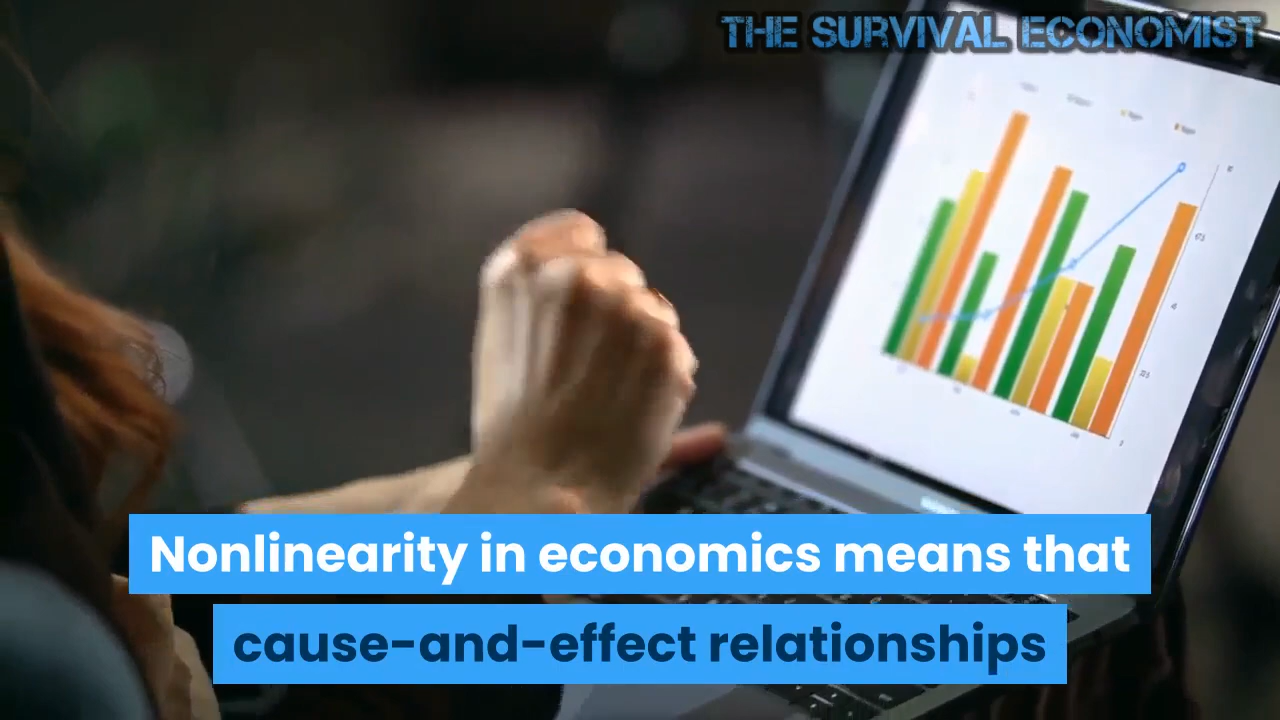 THE SURVIVAL ECONOMIST
Nonlinearity in economics means that
cause-and-effect relationships